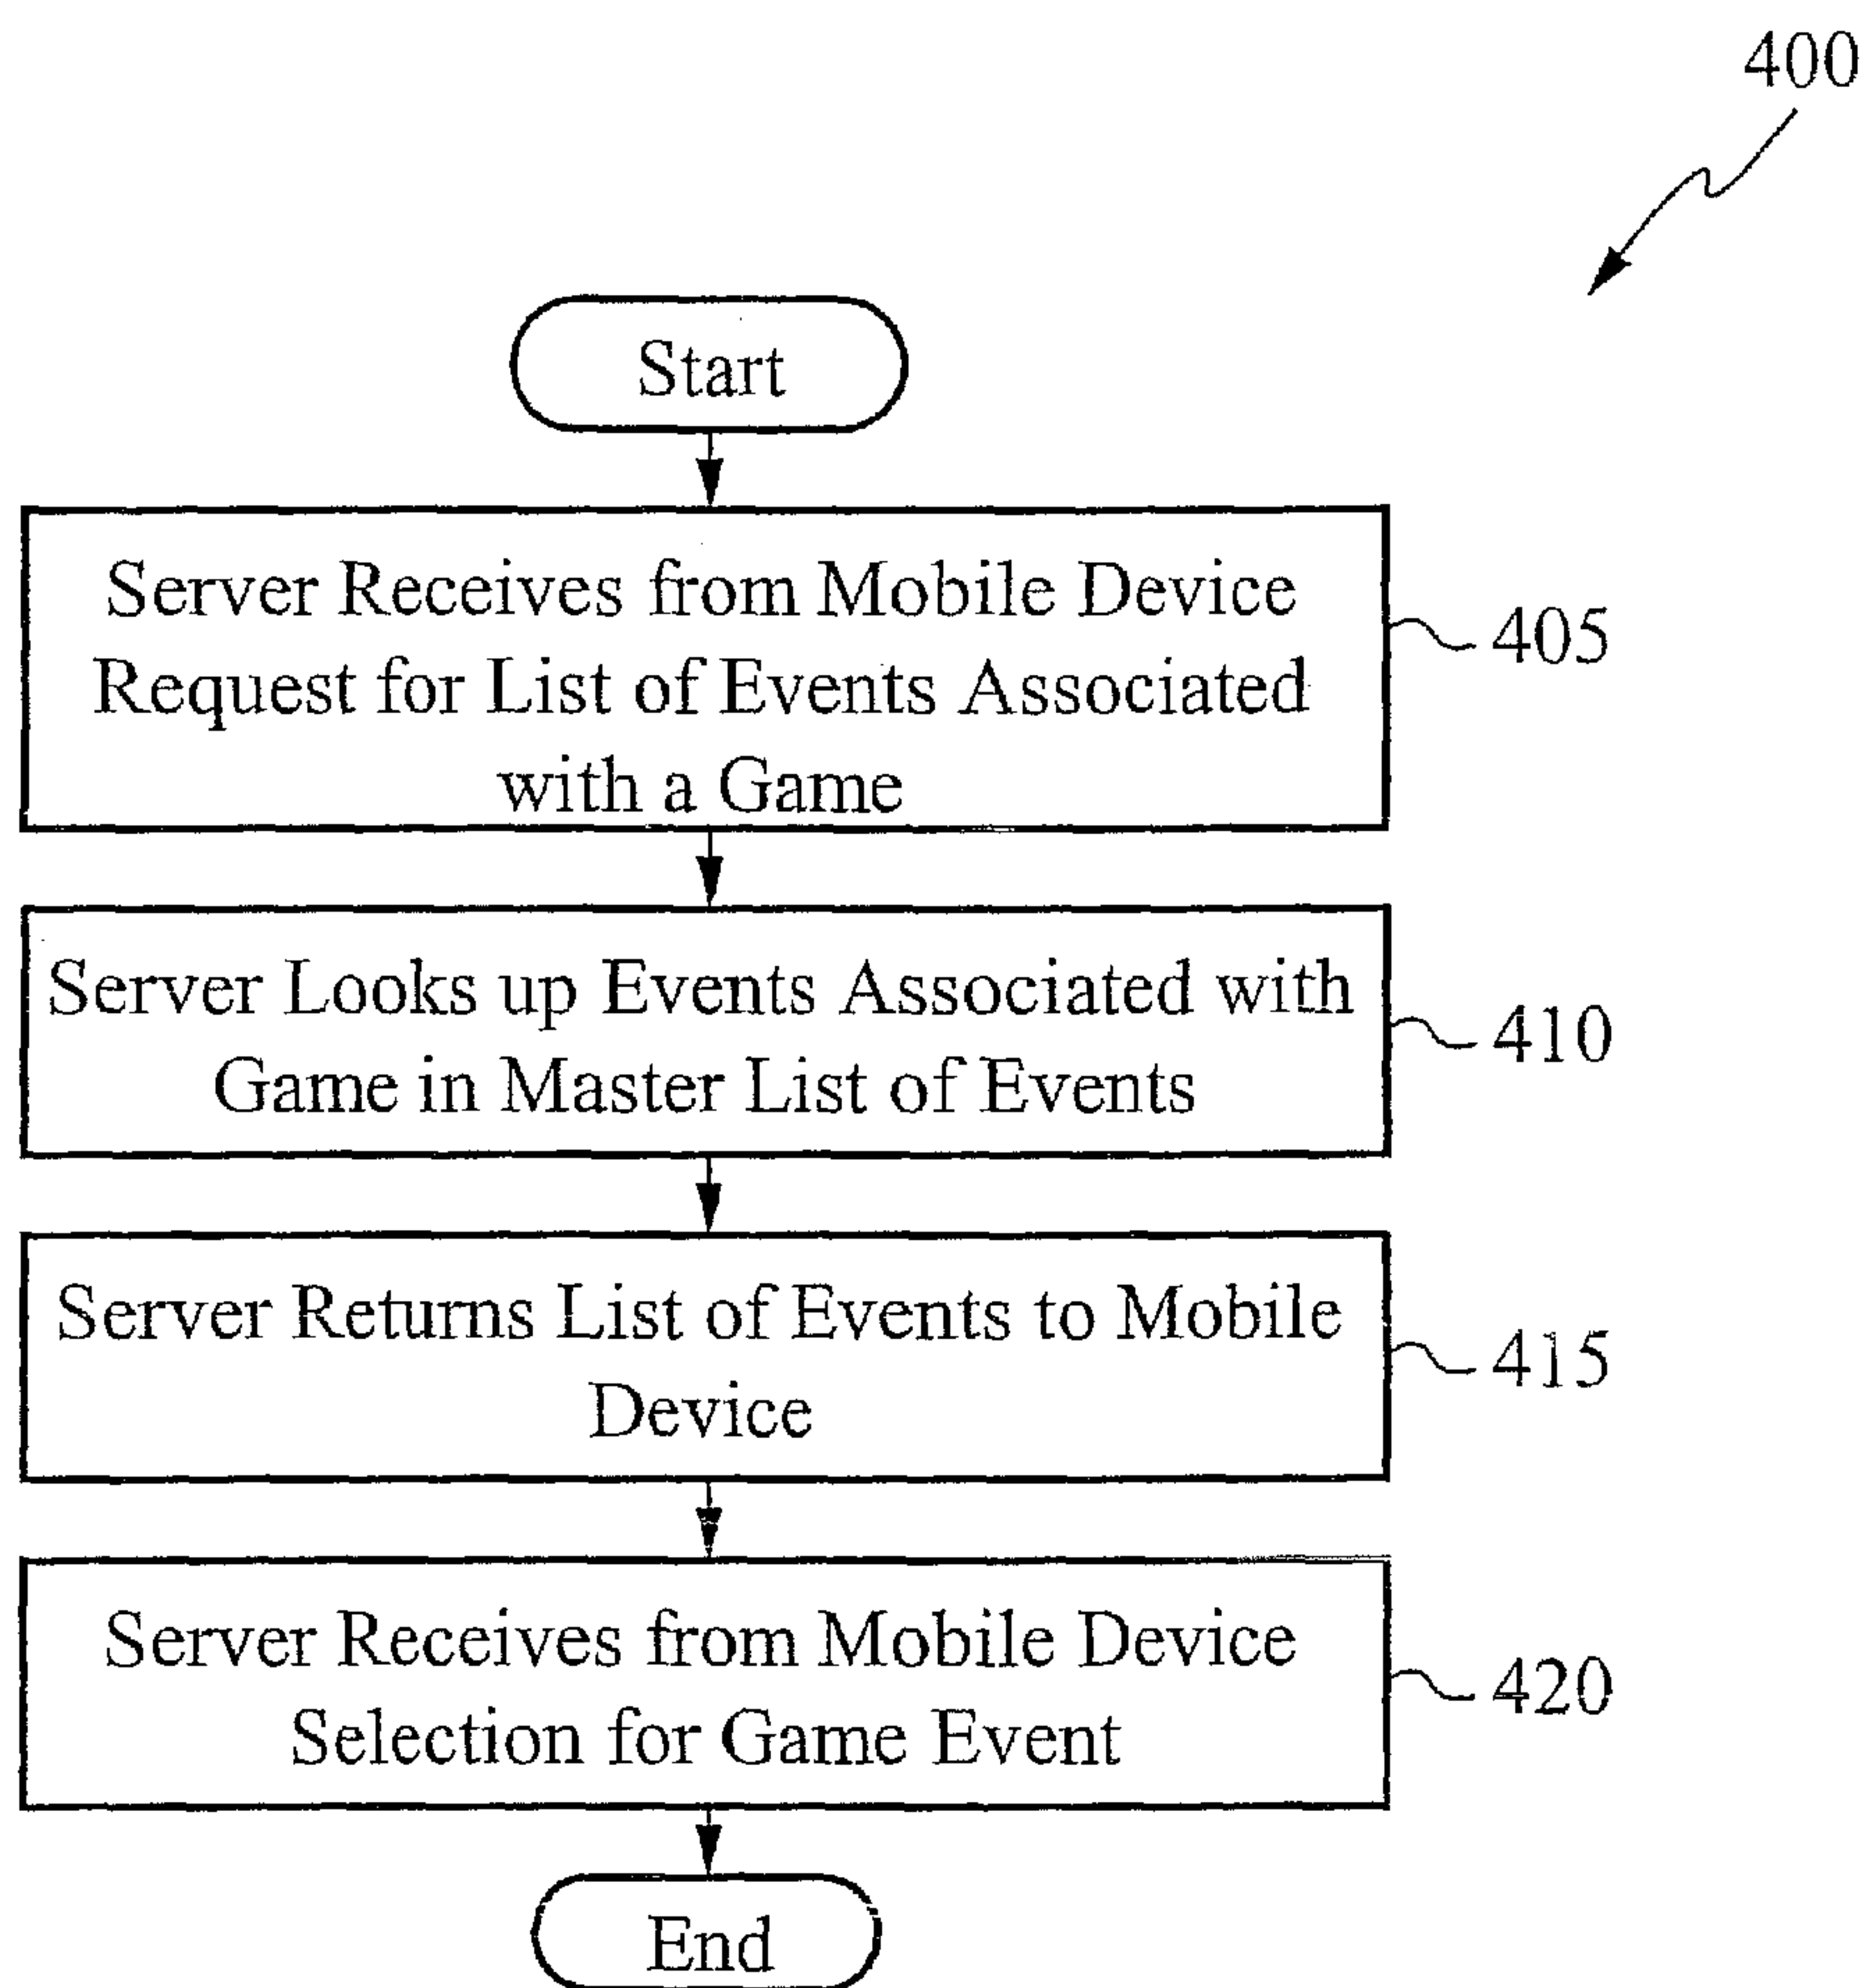 400
Start
Server Receives from Mobile Device
Request for List of Events Associated
with a Game
405
Server Looks up Events Associated with
Game in Master List of Events
410
Server Returns List of Events to Mobile
Device
415
Server Receives from Mobile Device
Selection for Game Event
420
End